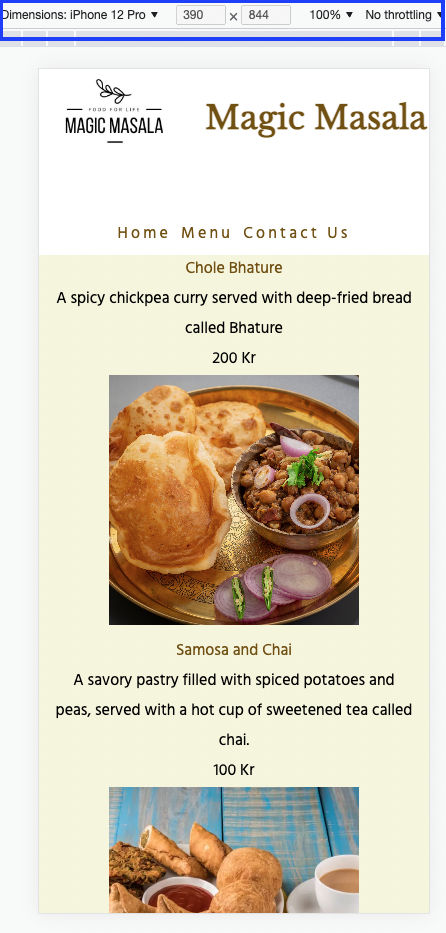 Dimensions: iPhone 12 Pro ▼ 390 × 844 100% ▼ No throttling ▼
FOOD FOR LIFE
MAGIC MASALA
Magic Masala
Home Menu Contact Us
Chole Bhature
A spicy chickpea curry served with deep-fried bread
called Bhature
200 Kr
Samosa and Chai
A savory pastry filled with spiced potatoes and
peas, served with a hot cup of sweetened tea called
chai.
100 Kr